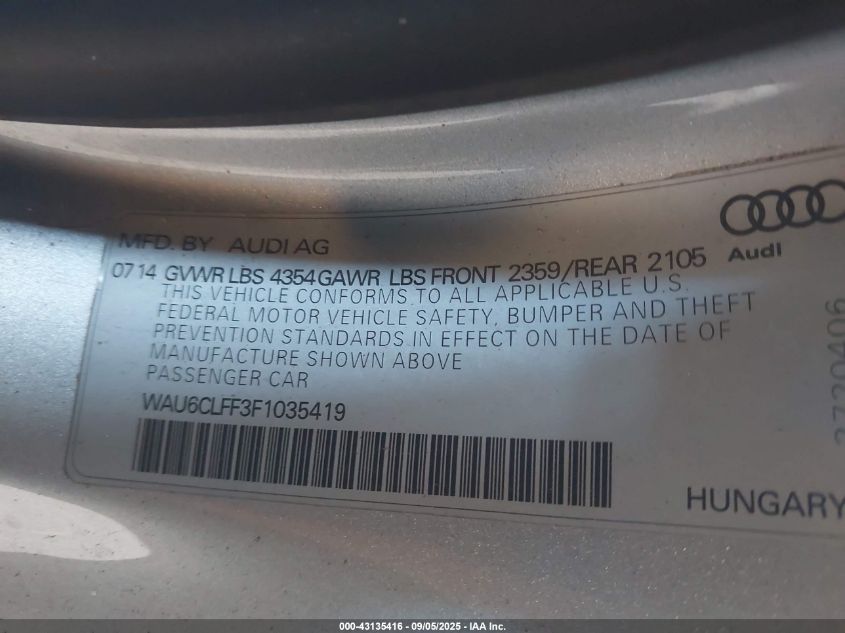 MFD. BY AUDI AG
Audi
07 14 GVWR LBS 4354 GAWR LBS FRONT 2359/REAR 2105
THIS VEHICLE CONFORMS TO ALL APPLICABLE U.S.
FEDERAL MOTOR VEHICLE SAFETY, BUMPER AND THEFT
PREVENTION STANDARDS IN EFFECT ON THE DATE OF
MANUFACTURE SHOWN ABOVE
PASSENGER CAR
WAU6CLFF3F1035419
3730406
HUNGARY
000-43135416 - 09/05/2025 - IAA Inc.